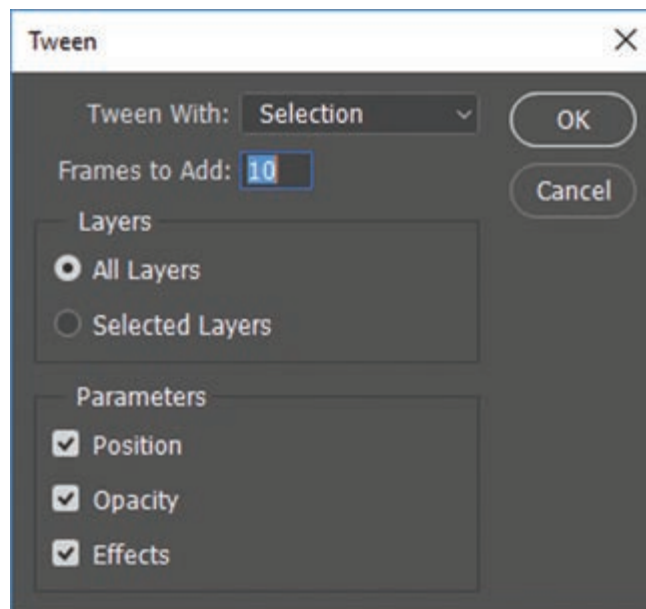 Tween
Tween With: Selection
OK
Frames to Add: 10
Cancel
Layers
All Layers
Selected Layers
Parameters
Position
Opacity
Effects